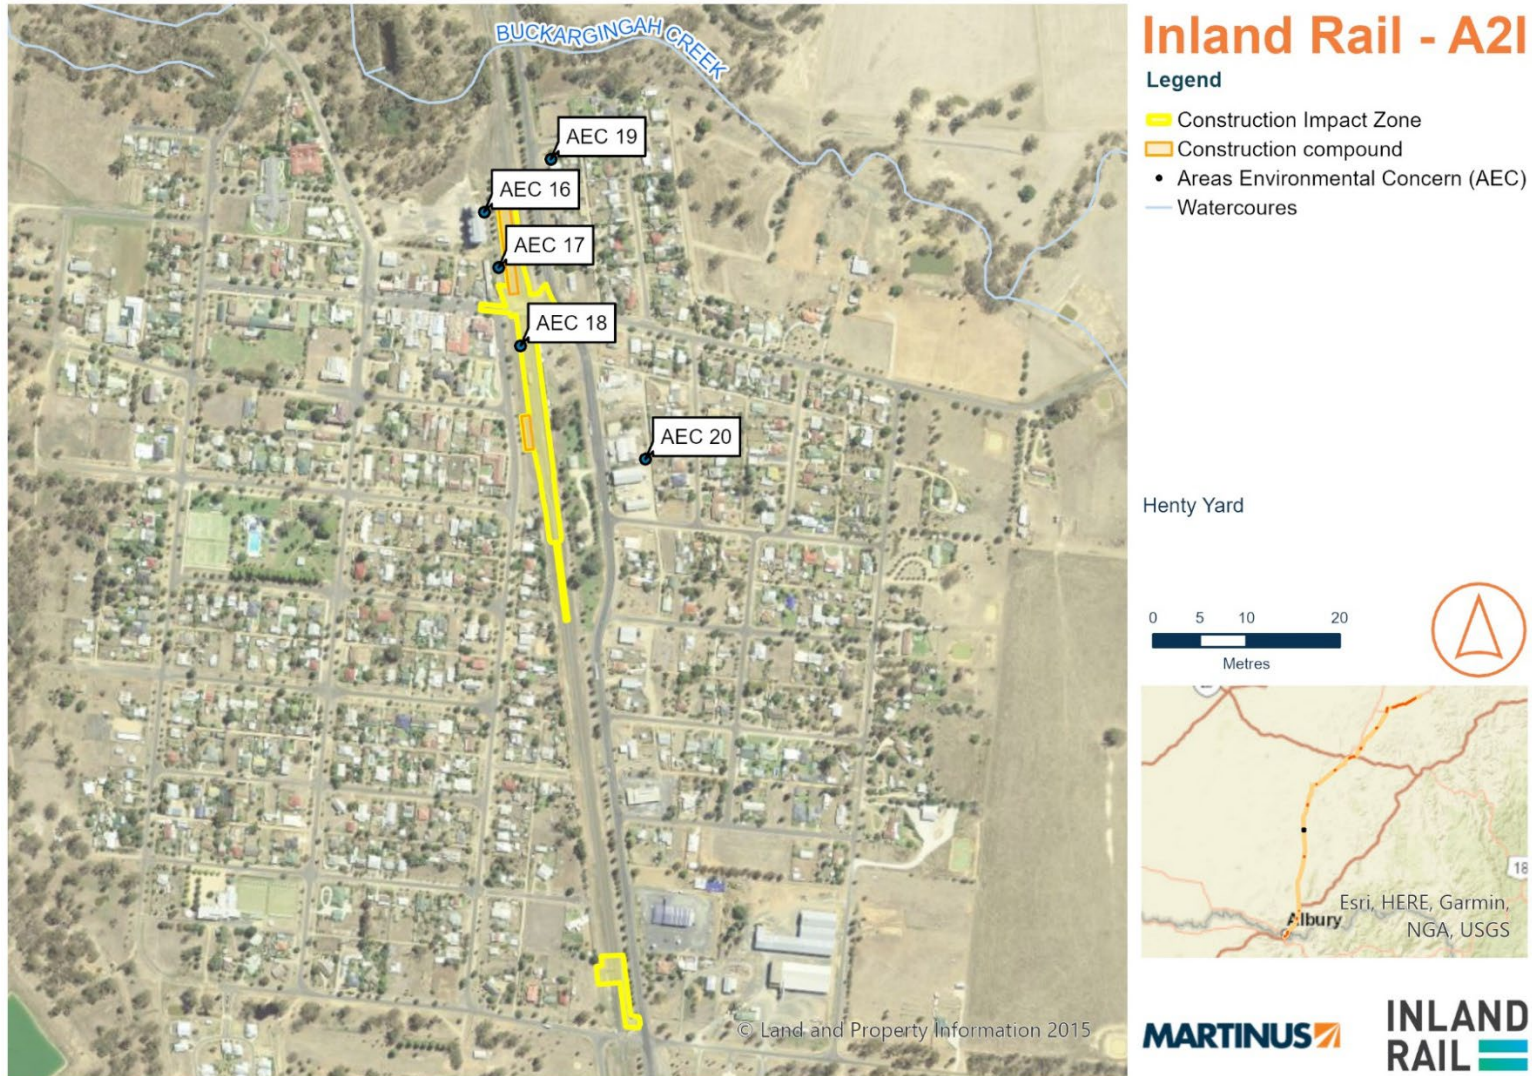 BUCKARGINGAH CREEK
AEC 19
AEC 16
AEC 17
AEC 18
AEC 20
© Land and Property Information 2015
Inland Rail - A2I
Legend
Construction Impact Zone
Construction compound
Areas Environmental Concern (AEC)
Watercoures
Henty Yard
0 5 10 20
Metres
18
Albury
Esri, HERE, Garmin,
NGA, USGS
MARTINUS
INLAND
RAIL